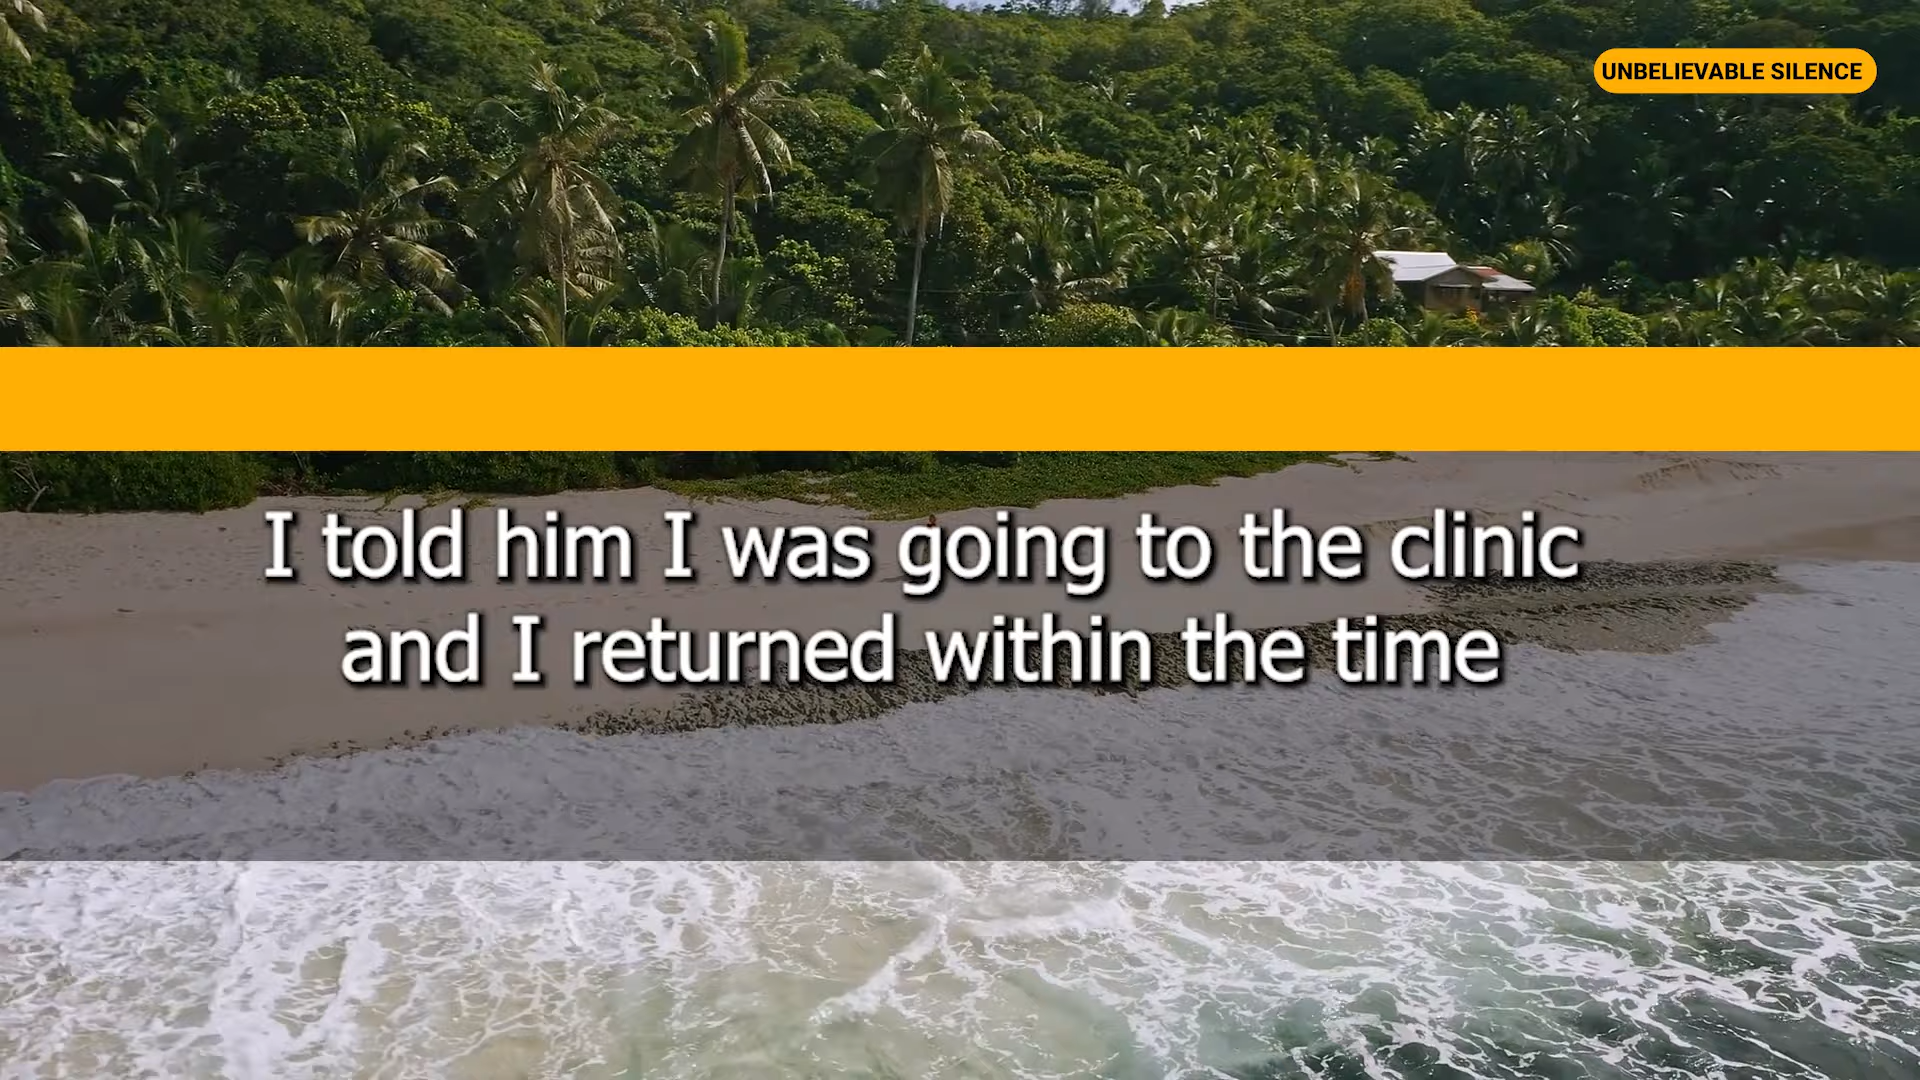 UNBELIEVABLE SILENCE
I told him I was going to the clinic
and I returned within the time